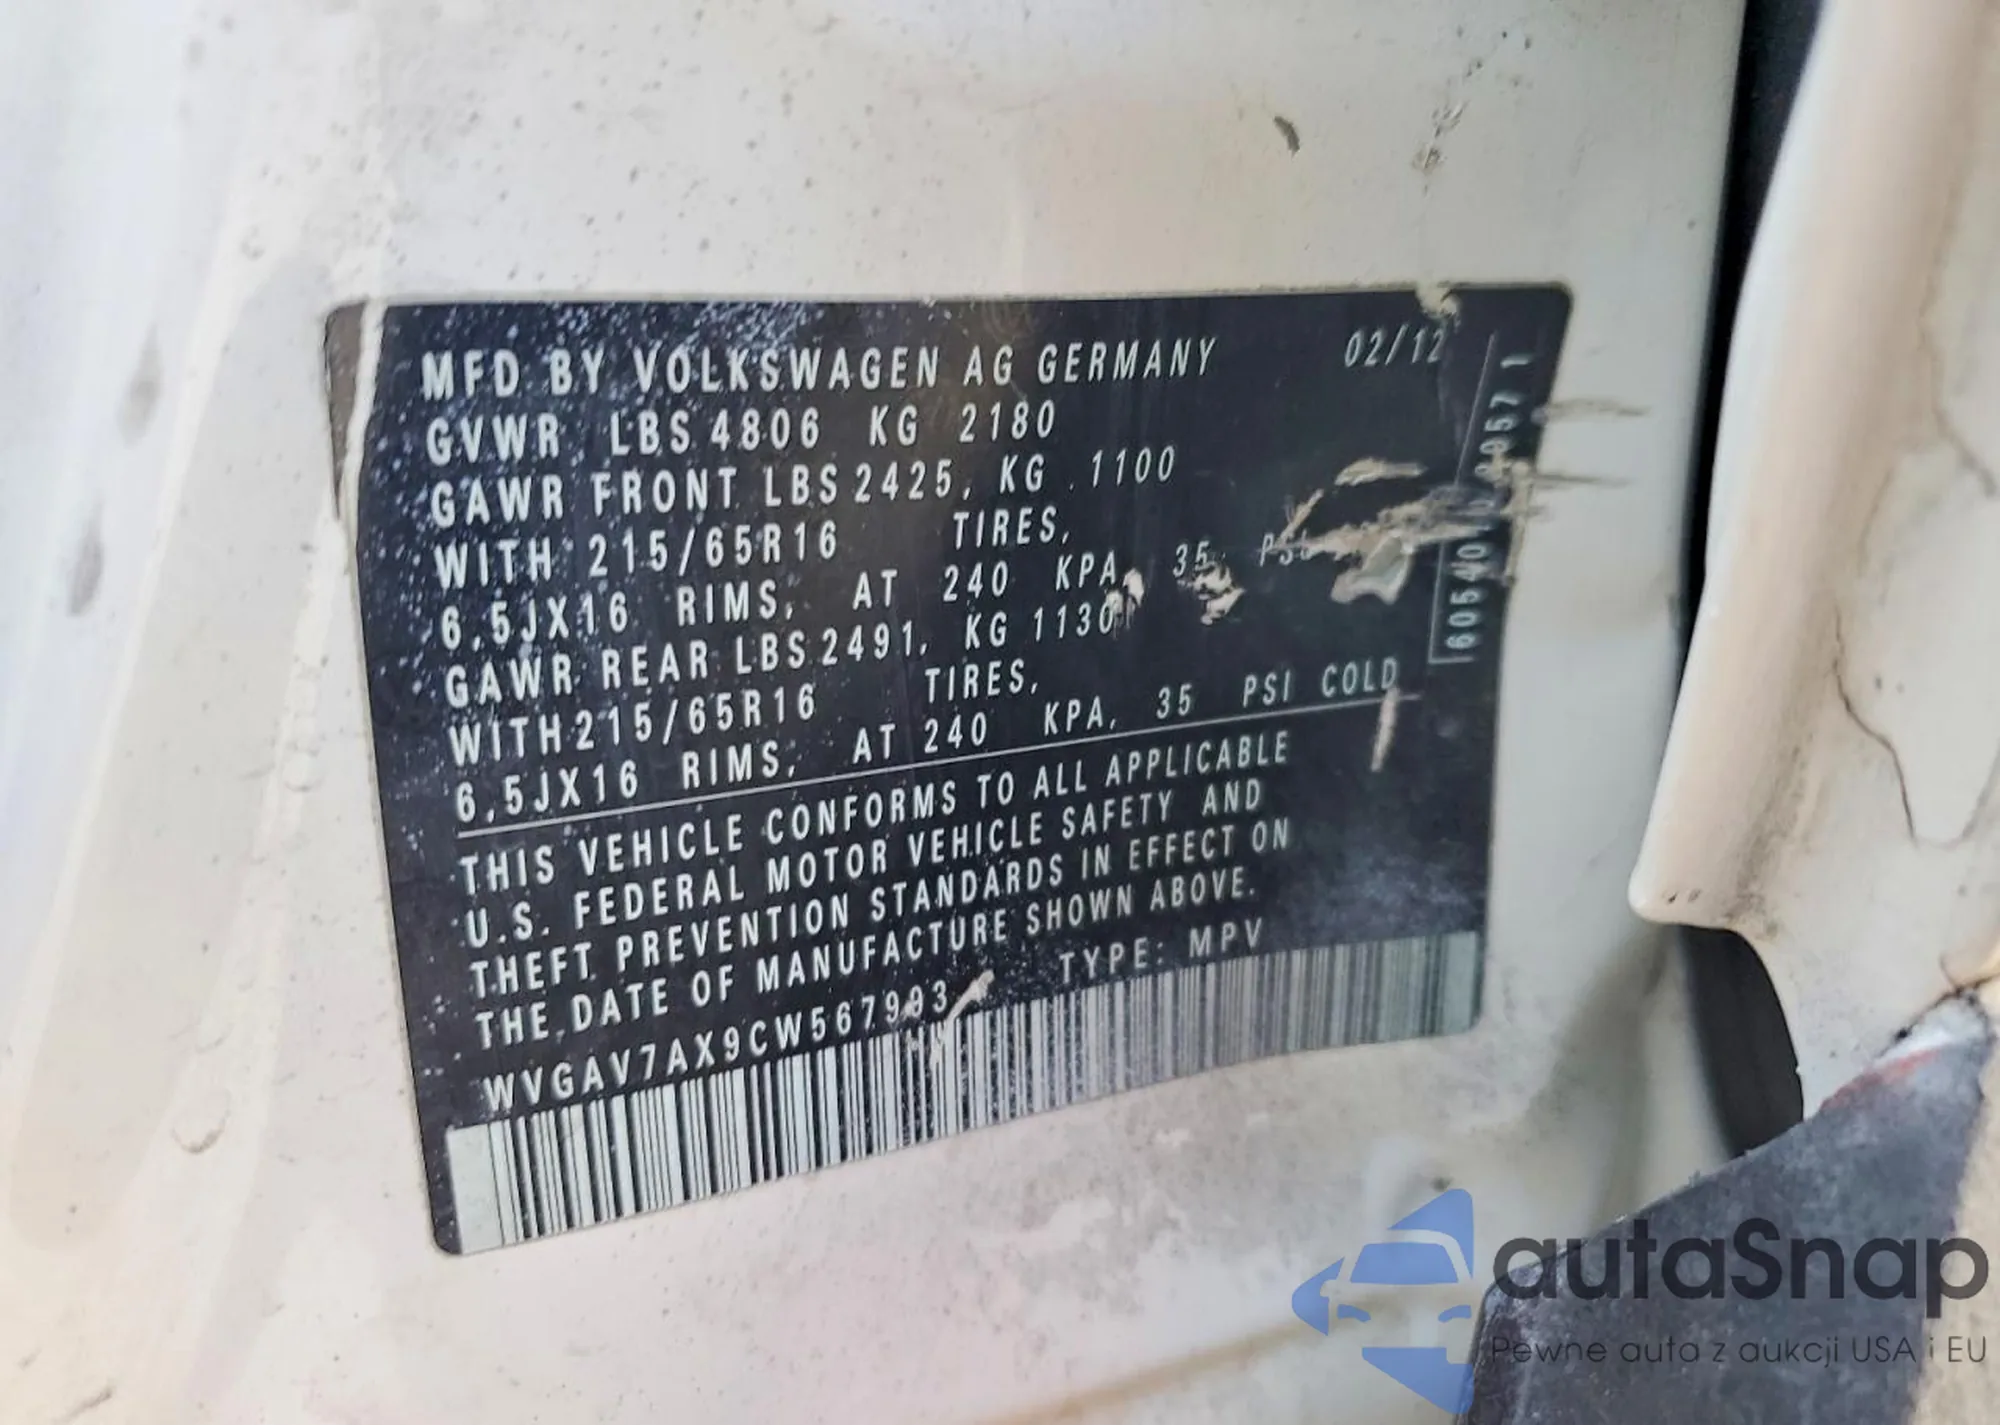 MFD BY VOLKSWAGEN AG GERMANY 02/12
GVWR LBS 4806 KG 2180
GAWR FRONT LBS 2425, KG 1100
WITH 215/65R16 TIRES,
6,5JX16 RIMS, AT 240 KPA, 35 PSI
GAWR REAR LBS 2491, KG 1130
WITH 215/65R16 TIRES,
6,5JX16 RIMS, AT 240 KPA, 35 PSI COLD
THIS VEHICLE CONFORMS TO ALL APPLICABLE
U.S. FEDERAL MOTOR VEHICLE SAFETY AND
THEFT PREVENTION STANDARDS IN EFFECT ON
THE DATE OF MANUFACTURE SHOWN ABOVE.
WVGAV7AX9CW567993 TYPE: MPV
autaSnap
Pewne auta z aukcji USA i EU